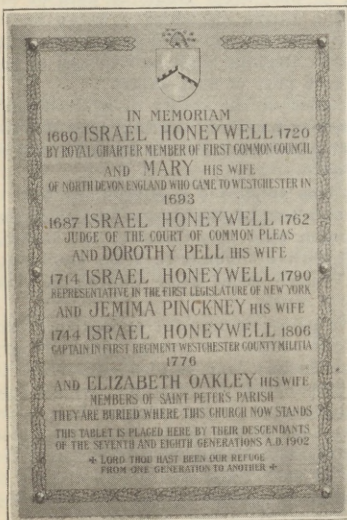 IN MEMORIAM
1660 ISRAEL HONEYWELL 1720
BY ROYAL CHARTER MEMBER OF FIRST COMMON COUNCIL
AND MARY HIS WIFE
OF NORTH DEVON ENGLAND WHO CAME TO WESTCHESTER IN
1693
1687 ISRAEL HONEYWELL 1762
JUDGE OF THE COURT OF COMMON PLEAS
AND DOROTHY PELL HIS WIFE
1714 ISRAEL HONEYWELL 1790
REPRESENTATIVE IN THE FIRST LEGISLATURE OF NEW YORK
AND JEMIMA PINCKNEY HIS WIFE
1744 ISRAEL HONEYWELL 1806
CAPTAIN IN FIRST REGIMENT WESTCHESTER COUNTY MILITIA
1776
AND ELIZABETH OAKLEY HIS WIFE
MEMBERS OF SAINT PETERS PARISH
THEY ARE BURIED WHERE THIS CHURCH NOW STANDS
THIS TABLET IS PLACED HERE BY THEIR DESCENDANTS
OF THE SEVENTH AND EIGHTH GENERATIONS A.D. 1902
✠ LORD THOU HAST BEEN OUR REFUGE
FROM ONE GENERATION TO ANOTHER ✠